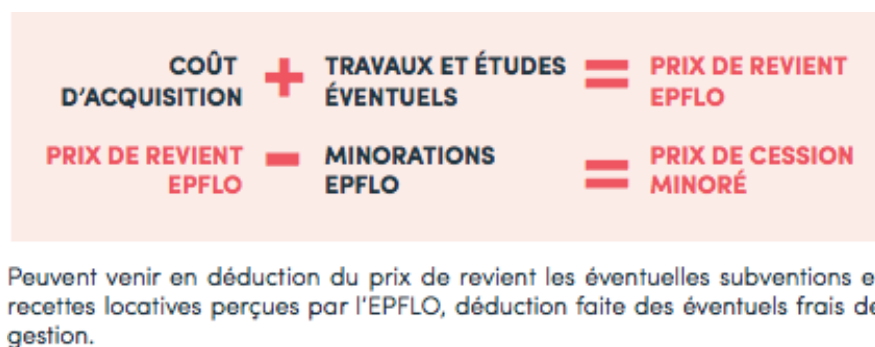 COÛT D'ACQUISITION + TRAVAUX ET ÉTUDES ÉVENTUELS = PRIX DE REVIENT EPFLO
PRIX DE REVIENT EPFLO - MINORATIONS EPFLO = PRIX DE CESSION MINORÉ
Peuvent venir en déduction du prix de revient les éventuelles subventions e
recettes locatives perçues par l'EPFLO, déduction faite des éventuels frais de
gestion.